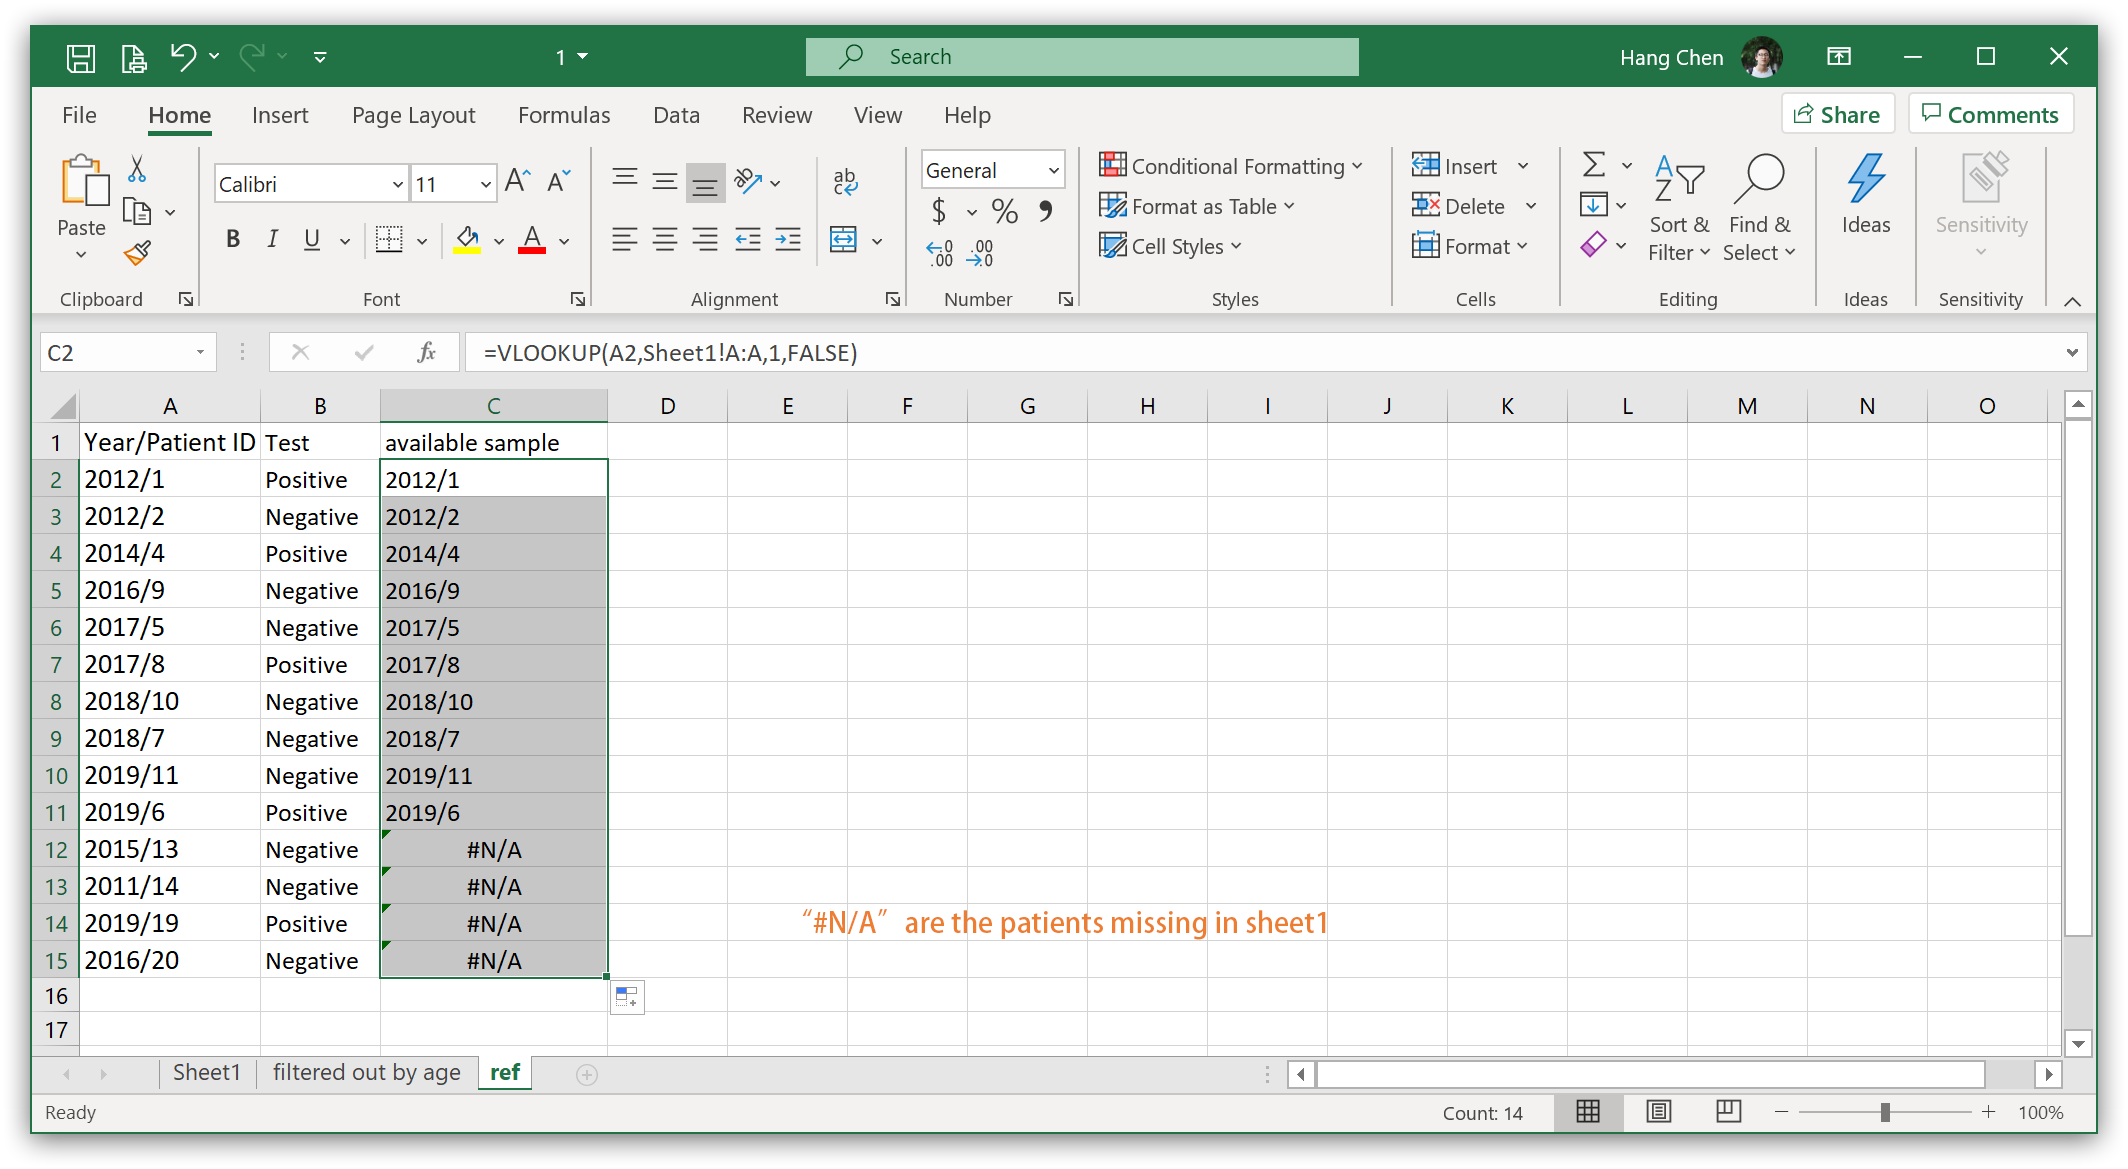 1
Search
Hang Chen
File Home Insert Page Layout Formulas Data Review View Help
Share Comments
Paste
Calibri 11
B I U A
ab
General
$ % ,
Conditional Formatting
Format as Table
Cell Styles
Insert
Delete
Format
Sort & Filter
Find & Select
Ideas
Sensitivity
Clipboard Font Alignment Number Styles Cells Editing Ideas Sensitivity
C2 fx =VLOOKUP(A2,Sheet1!A:A,1,FALSE)
A B C D E F G H I J K L M N O
1 Year/Patient ID Test available sample
2 2012/1 Positive 2012/1
3 2012/2 Negative 2012/2
4 2014/4 Positive 2014/4
5 2016/9 Negative 2016/9
6 2017/5 Negative 2017/5
7 2017/8 Positive 2017/8
8 2018/10 Negative 2018/10
9 2018/7 Negative 2018/7
10 2019/11 Negative 2019/11
11 2019/6 Positive 2019/6
12 2015/13 Negative #N/A
13 2011/14 Negative #N/A
14 2019/19 Positive #N/A “#N/A” are the patients missing in sheet1
15 2016/20 Negative #N/A
16
17
Sheet1 filtered out by age ref
Ready Count: 14 100%